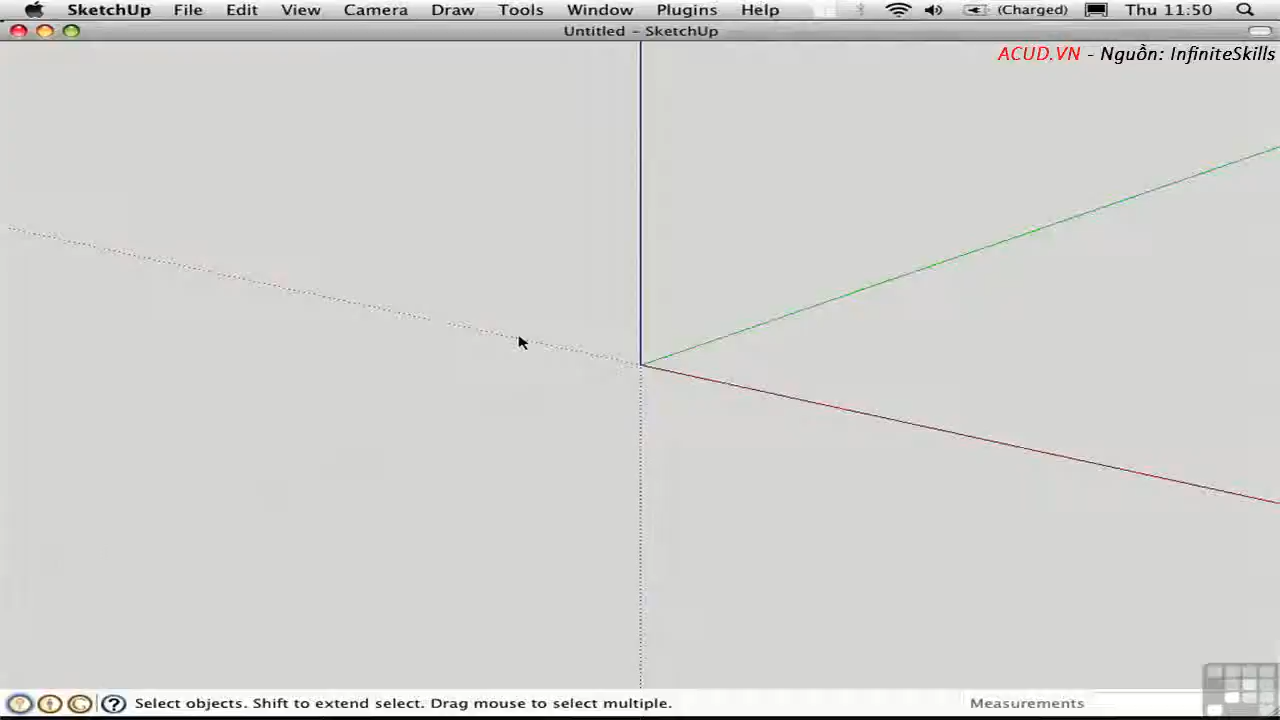 SketchUp File Edit View Camera Draw Tools Window Plugins Help (Charged) Thu 11:50
Untitled – SketchUp
ACUD.VN - Nguồn: InfiniteSkills
? Select objects. Shift to extend select. Drag mouse to select multiple. Measurements